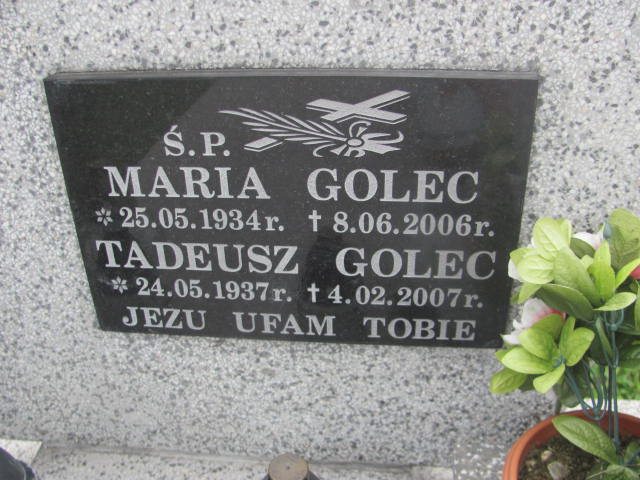 Ś.P.
MARIA GOLEC
* 25.05.1934r. † 8.06.2006r.
TADEUSZ GOLEC
* 24.05.1937r. † 4.02.2007r.
JEZU UFAM TOBIE